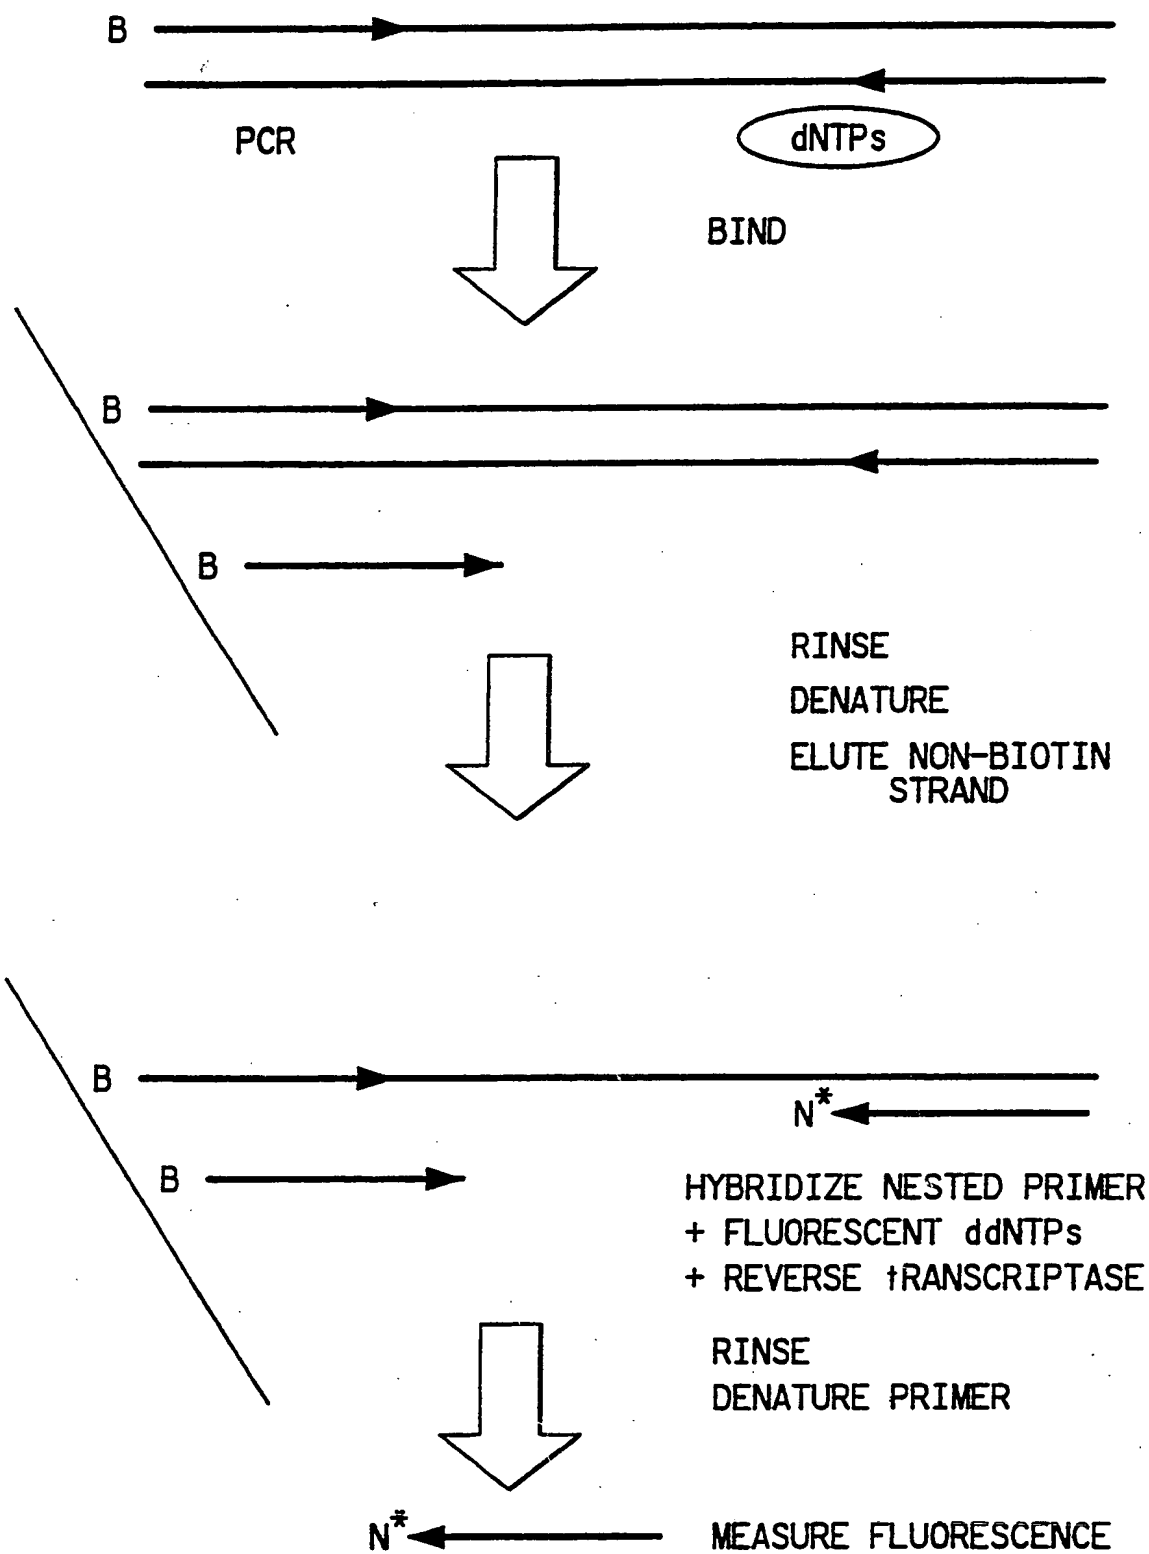 B
PCR
dNTPs
BIND
B
B
RINSE
DENATURE
ELUTE NON-BIOTIN
STRAND
B
N*
B
HYBRIDIZE NESTED PRIMER
+ FLUORESCENT ddNTPs
+ REVERSE tRANSCRIPTASE
RINSE
DENATURE PRIMER
N*
MEASURE FLUORESCENCE